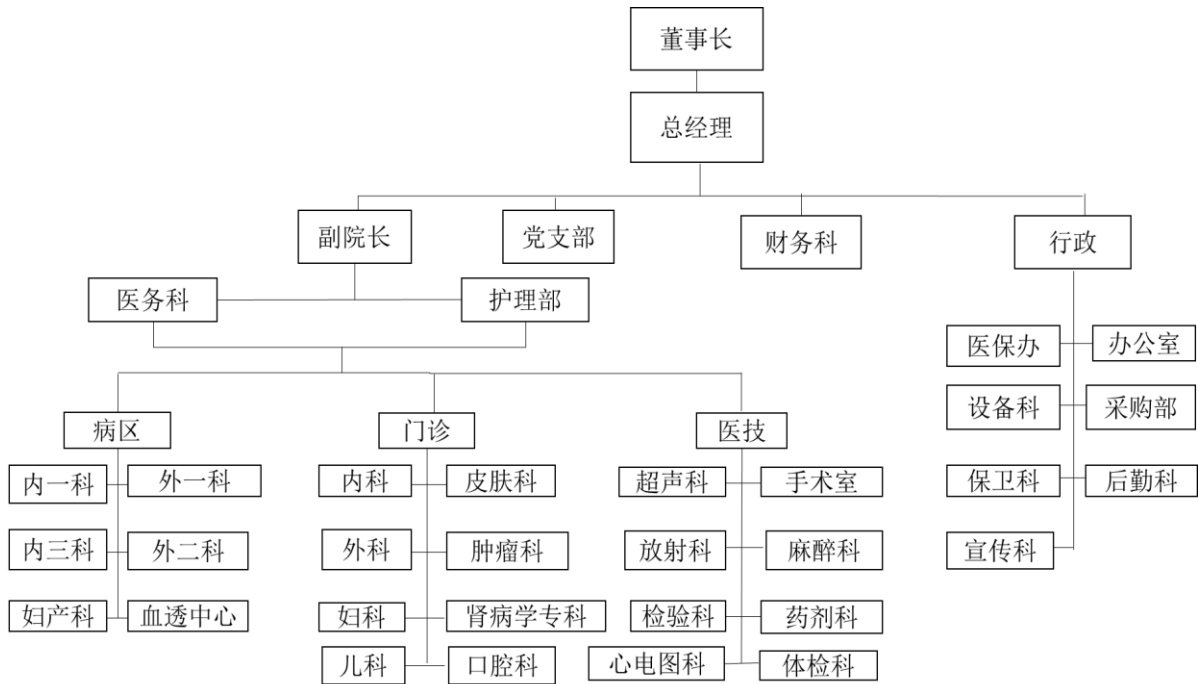 董事长
总经理
副院长
党支部
财务科
行政
医务科
护理部
医保办
办公室
设备科
采购部
保卫科
后勤科
宣传科
病区
门诊
医技
内一科
外一科
内三科
外二科
妇产科
血透中心
内科
皮肤科
外科
肿瘤科
妇科
肾病学专科
儿科
口腔科
超声科
手术室
放射科
麻醉科
检验科
药剂科
心电图科
体检科